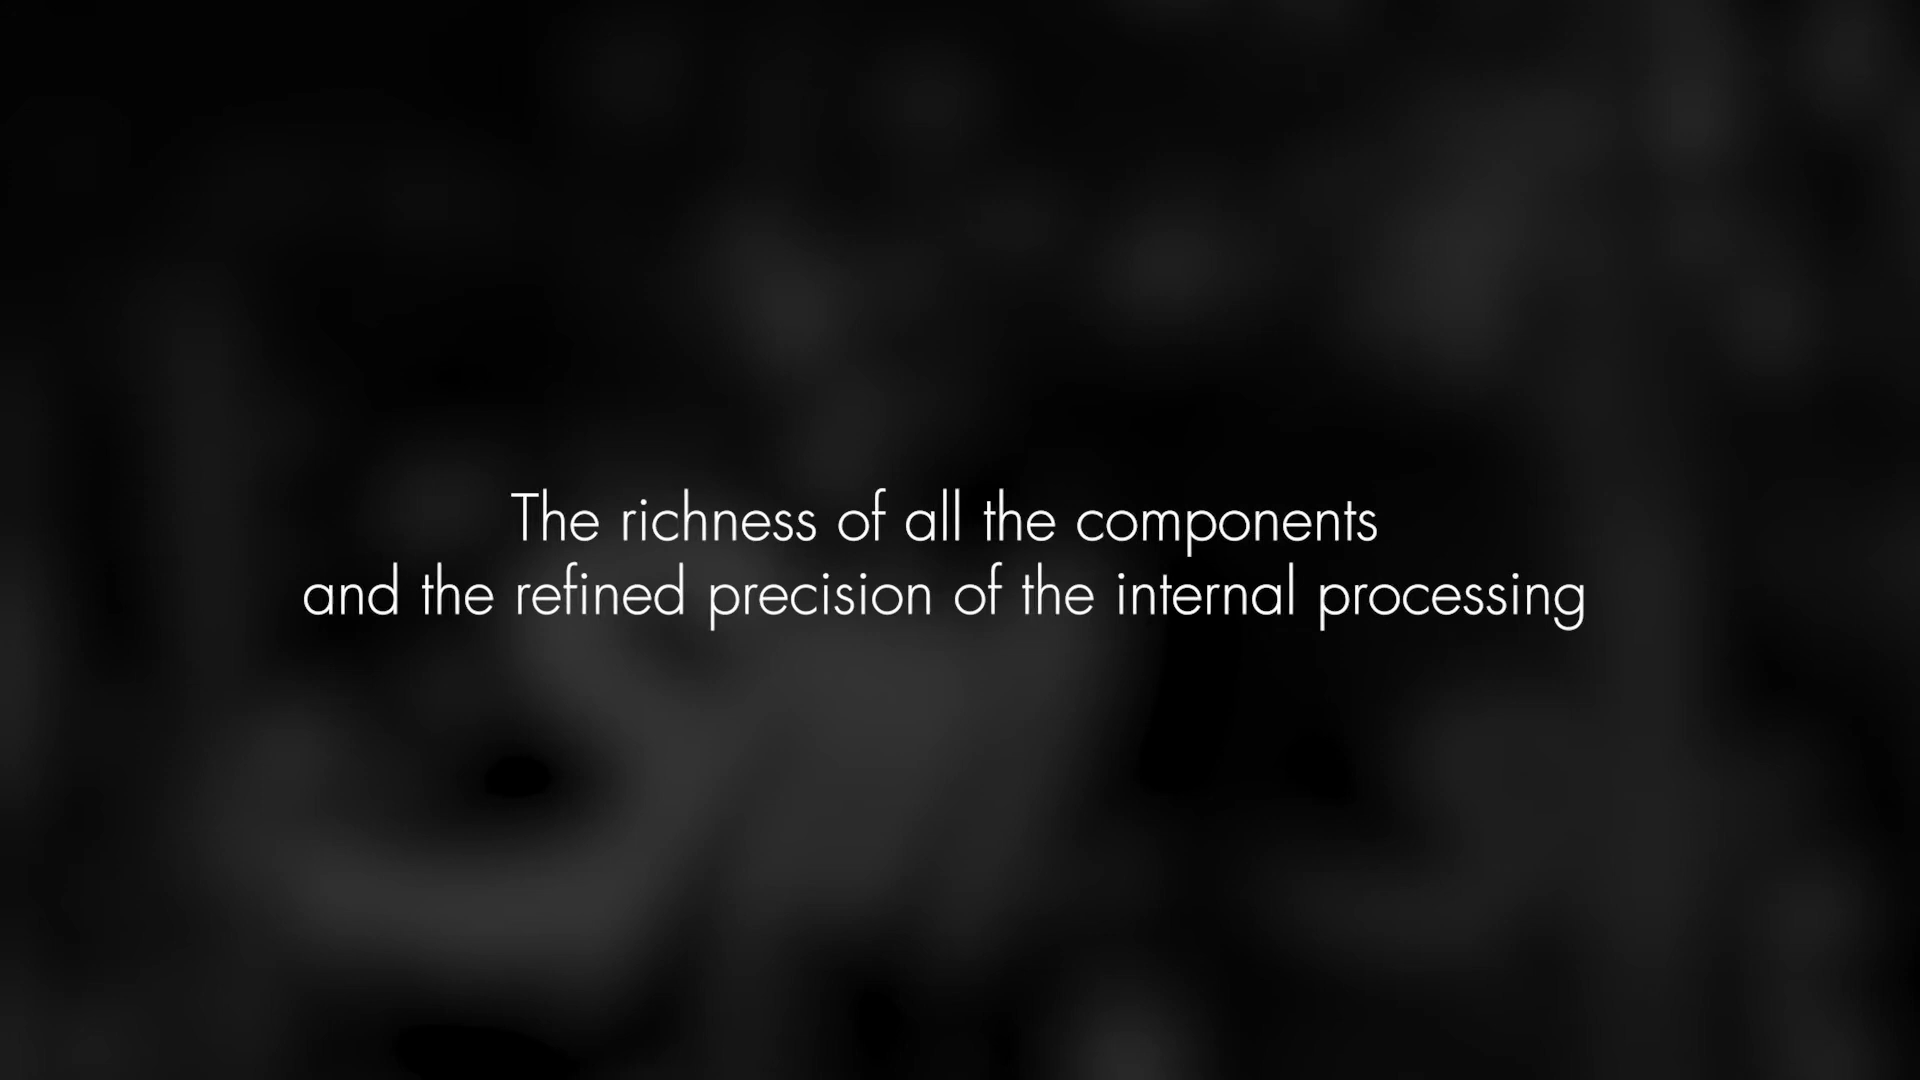 The richness of all the components
and the refined precision of the internal processing